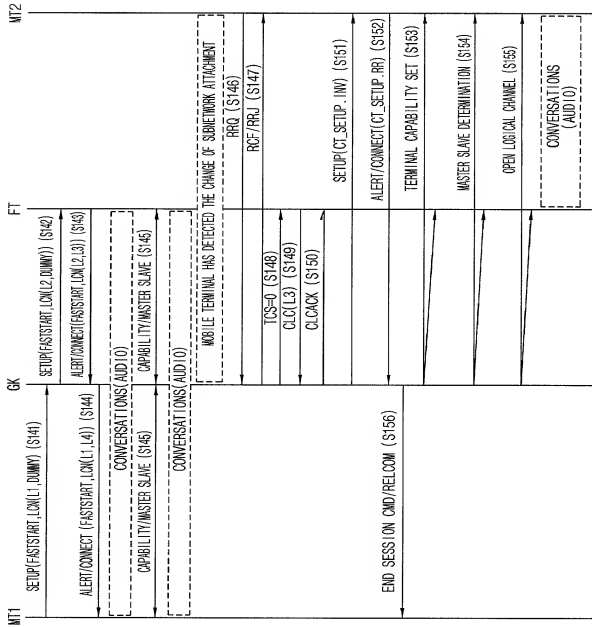 MT1
GK
FT
MT2
SETUP(FASTSTART,LCN(L1,DUMMY) (S141)
SETUP(FASTSTART,LCN(L2,DUMMY)) (S142)
ALERT/CONNECT(FASTSTART,LCN(L2,L3)) (S143)
ALERT/CONNECT (FASTSTART,LCN(L1,L4)) (S144)
CONVERSATIONS(AUDIO)
CAPABILITY/MASTER SLAVE (S145)
CAPABILITY/MASTER SLAVE (S145)
CONVERSATIONS(AUDIO)
MOBILE TERMINAL HAS DETECTED THE CHANGE OF SUBNETWORK ATTACHMENT
RRQ (S146)
RCF/RRJ (S147)
TCS=0 (S148)
CLC(L3) (S149)
CLCACK (S150)
SETUP(CT_SETUP.INV) (S151)
ALERT/CONNECT(CT_SETUP.RR) (S152)
END SESSION CMD/RELCOM (S156)
TERMINAL CAPABILITY SET (S153)
MASTER SLAVE DETERMINATION (S154)
OPEN LOGICAL CHANNEL (S155)
CONVERSATIONS
(AUDIO)